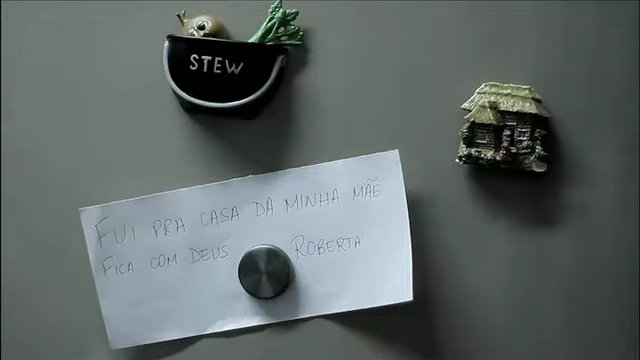 STEW
FUI PRA CASA DA MINHA MÃE
FICA COM DEUS ROBERTA